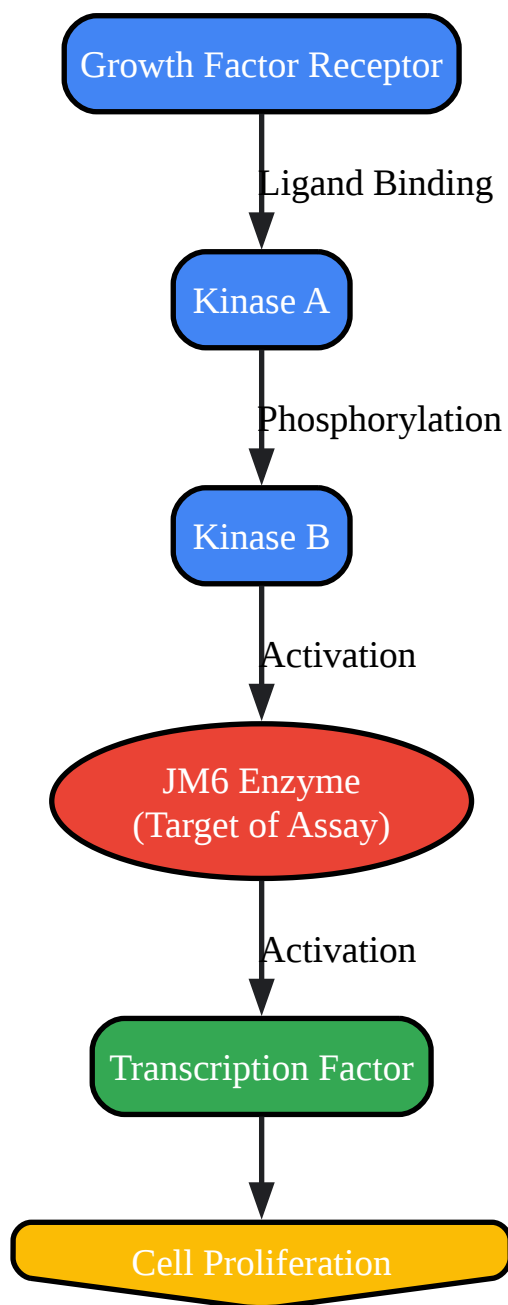 Growth Factor Receptor
Ligand Binding
Kinase A
Phosphorylation
Kinase B
Activation
JM6 Enzyme
(Target of Assay)
Activation
Transcription Factor
Cell Proliferation